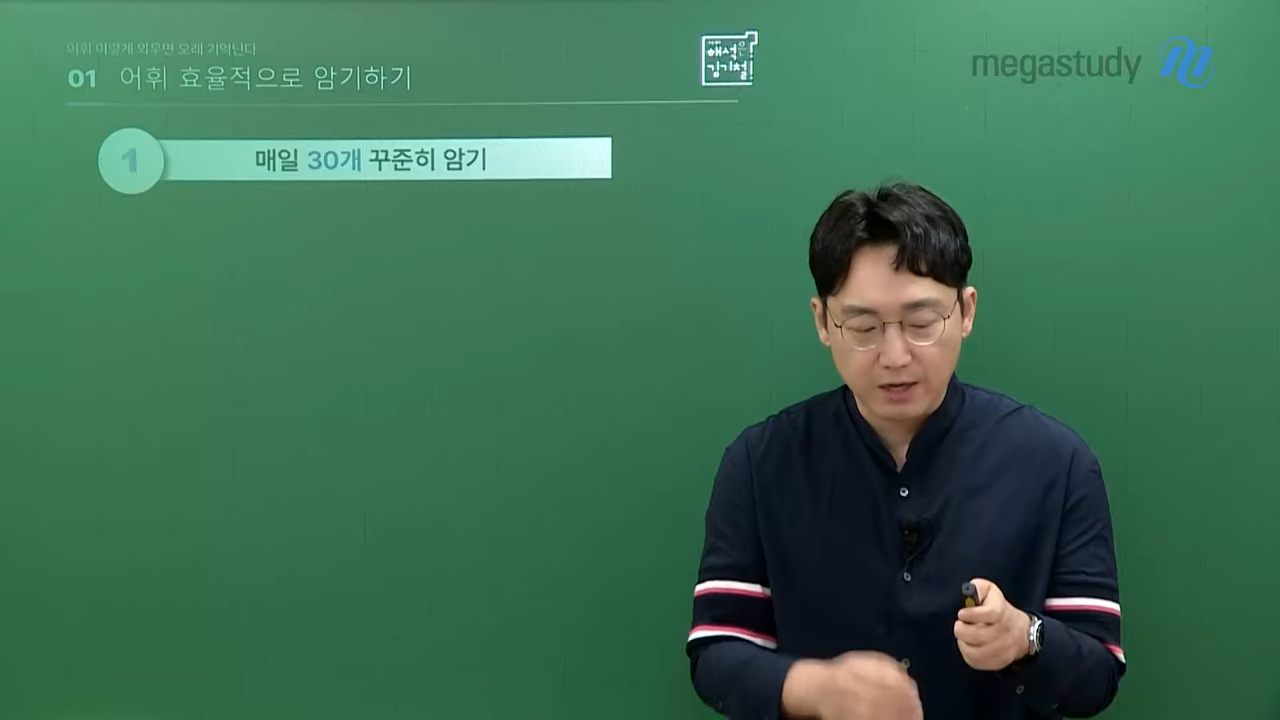 어휘 이렇게 외우면 오래 기억난다
01 어휘 효율적으로 암기하기
해석은
김기철
megastudy
1 매일 30개 꾸준히 암기